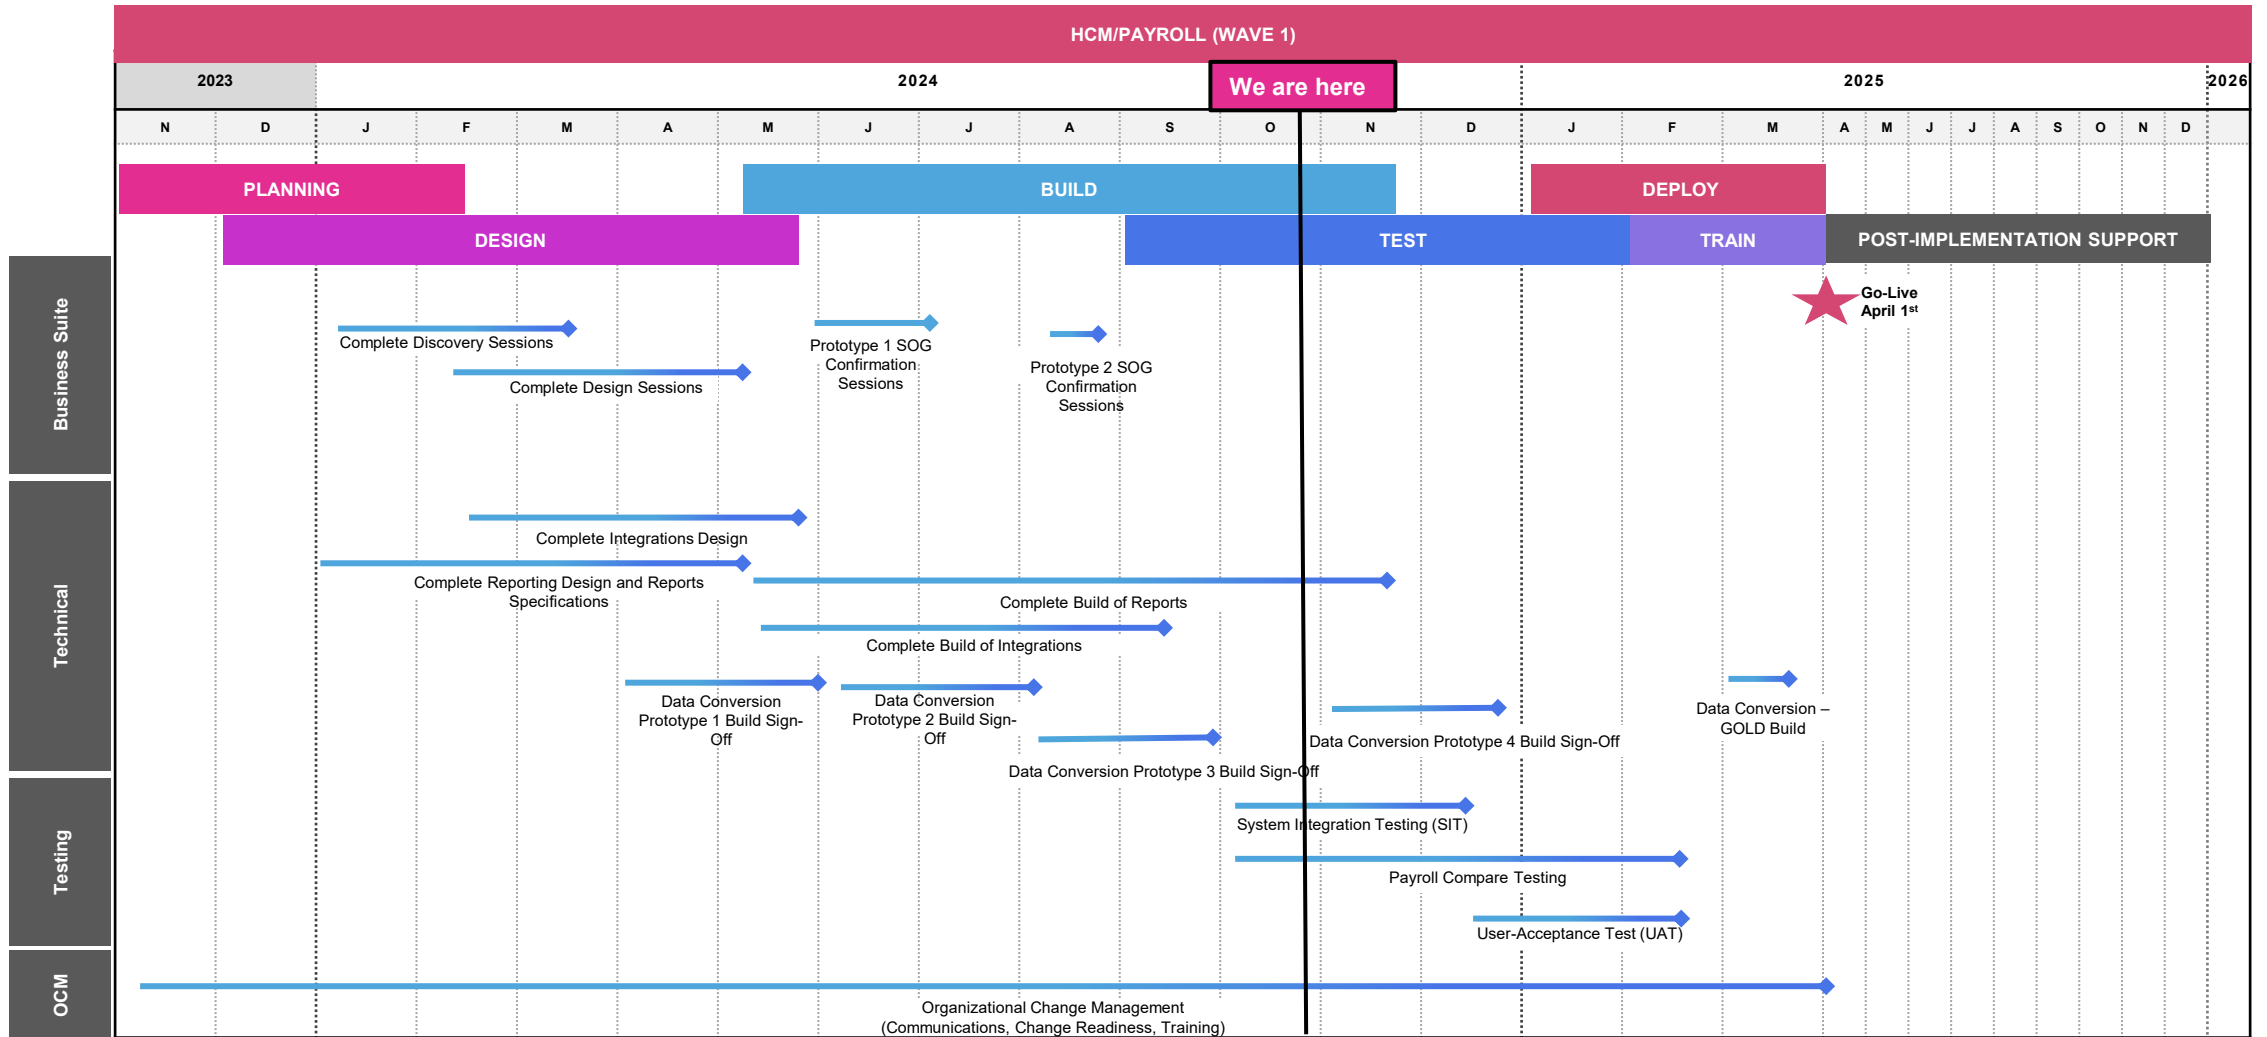 HCM/PAYROLL (WAVE 1)
2023
2024
We are here
2025
2026
N D J F M A M J J A S O N D J F M A M J J A S O N D
PLANNING
BUILD
DEPLOY
DESIGN
TEST
TRAIN
POST-IMPLEMENTATION SUPPORT
Business Suite
Go-Live
April 1st
Complete Discovery Sessions
Complete Design Sessions
Prototype 1 SOG
Confirmation
Sessions
Prototype 2 SOG
Confirmation
Sessions
Technical
Complete Integrations Design
Complete Reporting Design and Reports
Specifications
Complete Build of Reports
Complete Build of Integrations
Data Conversion
Prototype 1 Build Sign-
Off
Data Conversion
Prototype 2 Build Sign-
Off
Data Conversion Prototype 3 Build Sign-Off
Data Conversion Prototype 4 Build Sign-Off
Data Conversion –
GOLD Build
Testing
System Integration Testing (SIT)
Payroll Compare Testing
User-Acceptance Test (UAT)
OCM
Organizational Change Management
(Communications, Change Readiness, Training)